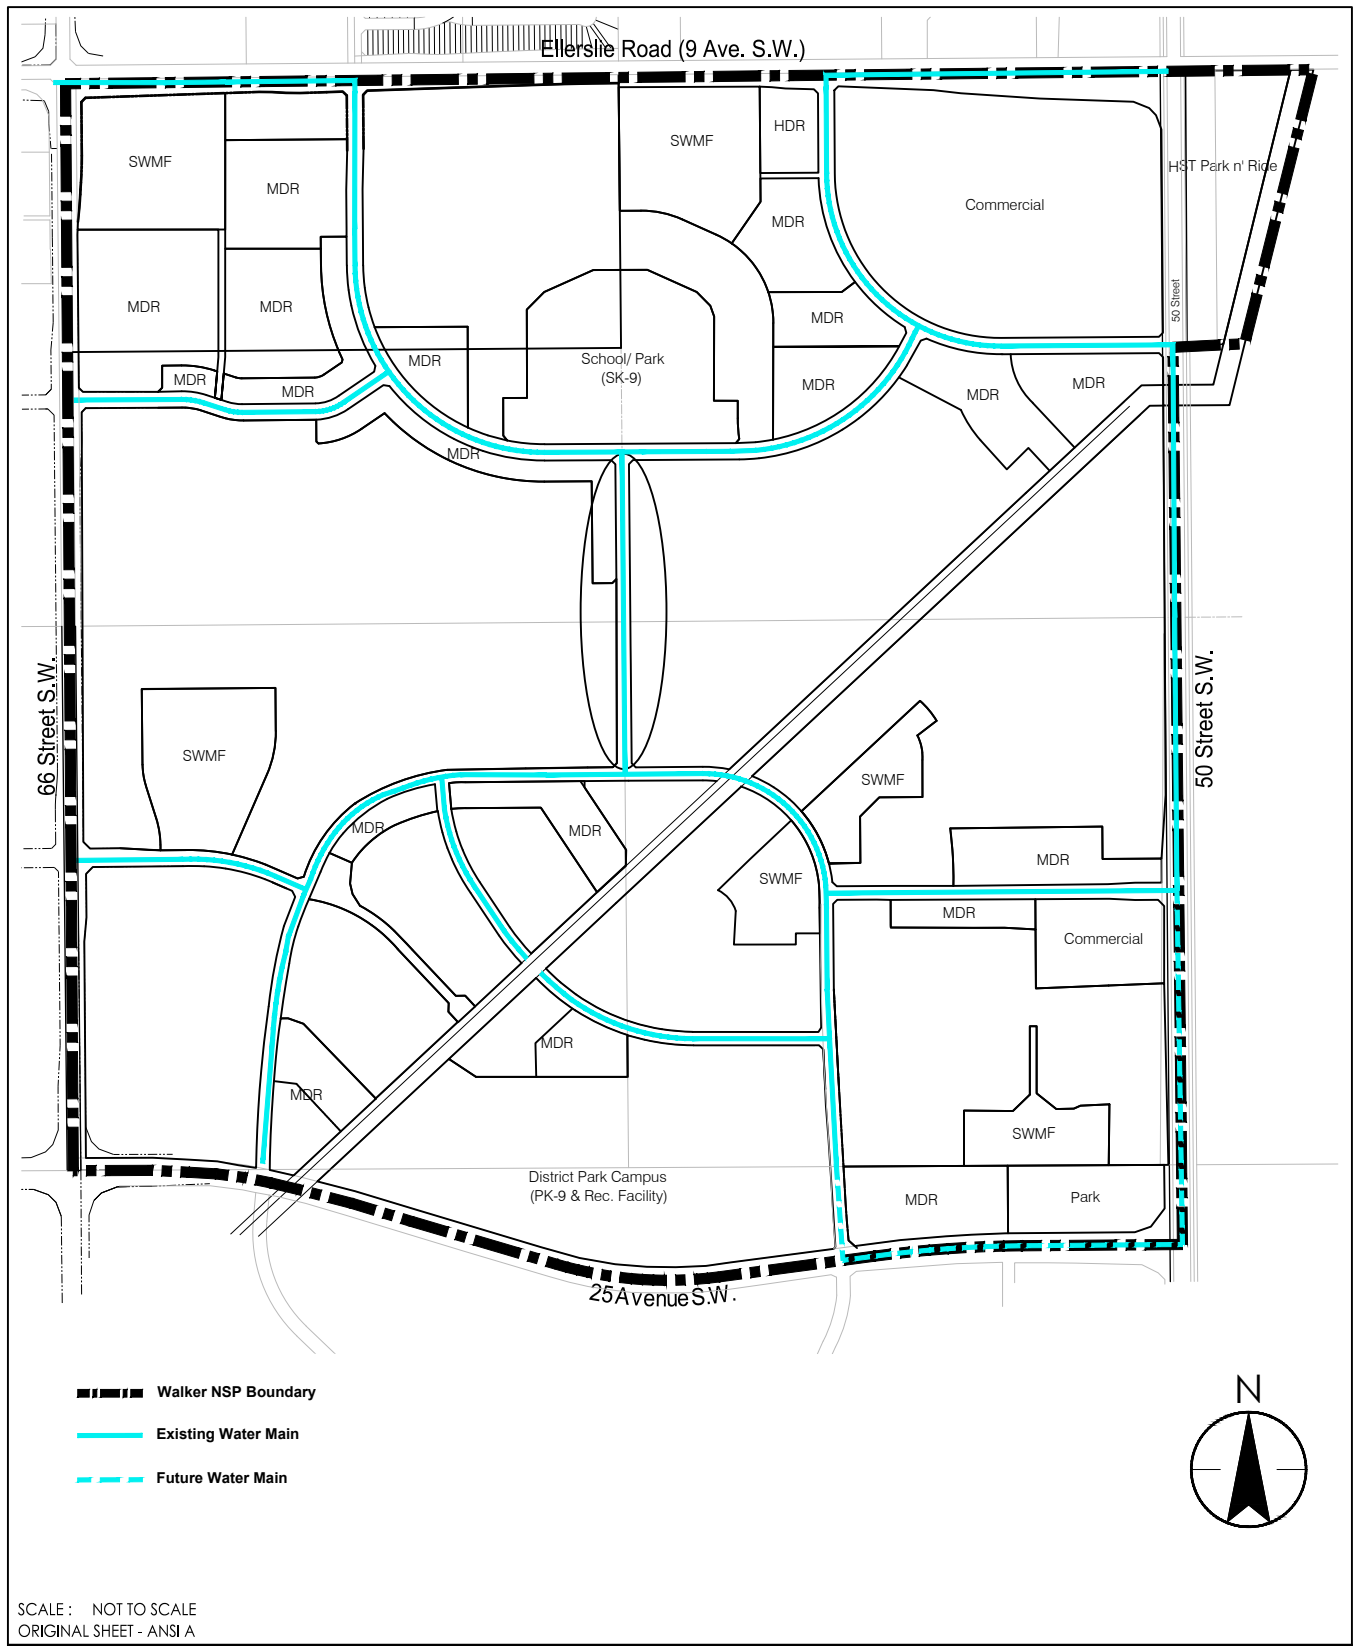 Ellerslie Road (9 Ave. S.W.)
SWMF
MDR
SWMF
HDR
MDR
Commercial
HST Park n' Ride
MDR
MDR
MDR
50 Street
MDR
School/ Park
(SK-9)
MDR
MDR
MDR
MDR
MDR
MDR
MDR
66 Street S.W.
50 Street S.W.
SWMF
SWMF
MDR
MDR
MDR
SWMF
MDR
Commercial
MDR
MDR
SWMF
District Park Campus
(PK-9 & Rec. Facility)
MDR
Park
25 Avenue S.W.
Walker NSP Boundary
Existing Water Main
Future Water Main
N
SCALE : NOT TO SCALE
ORIGINAL SHEET - ANSI A